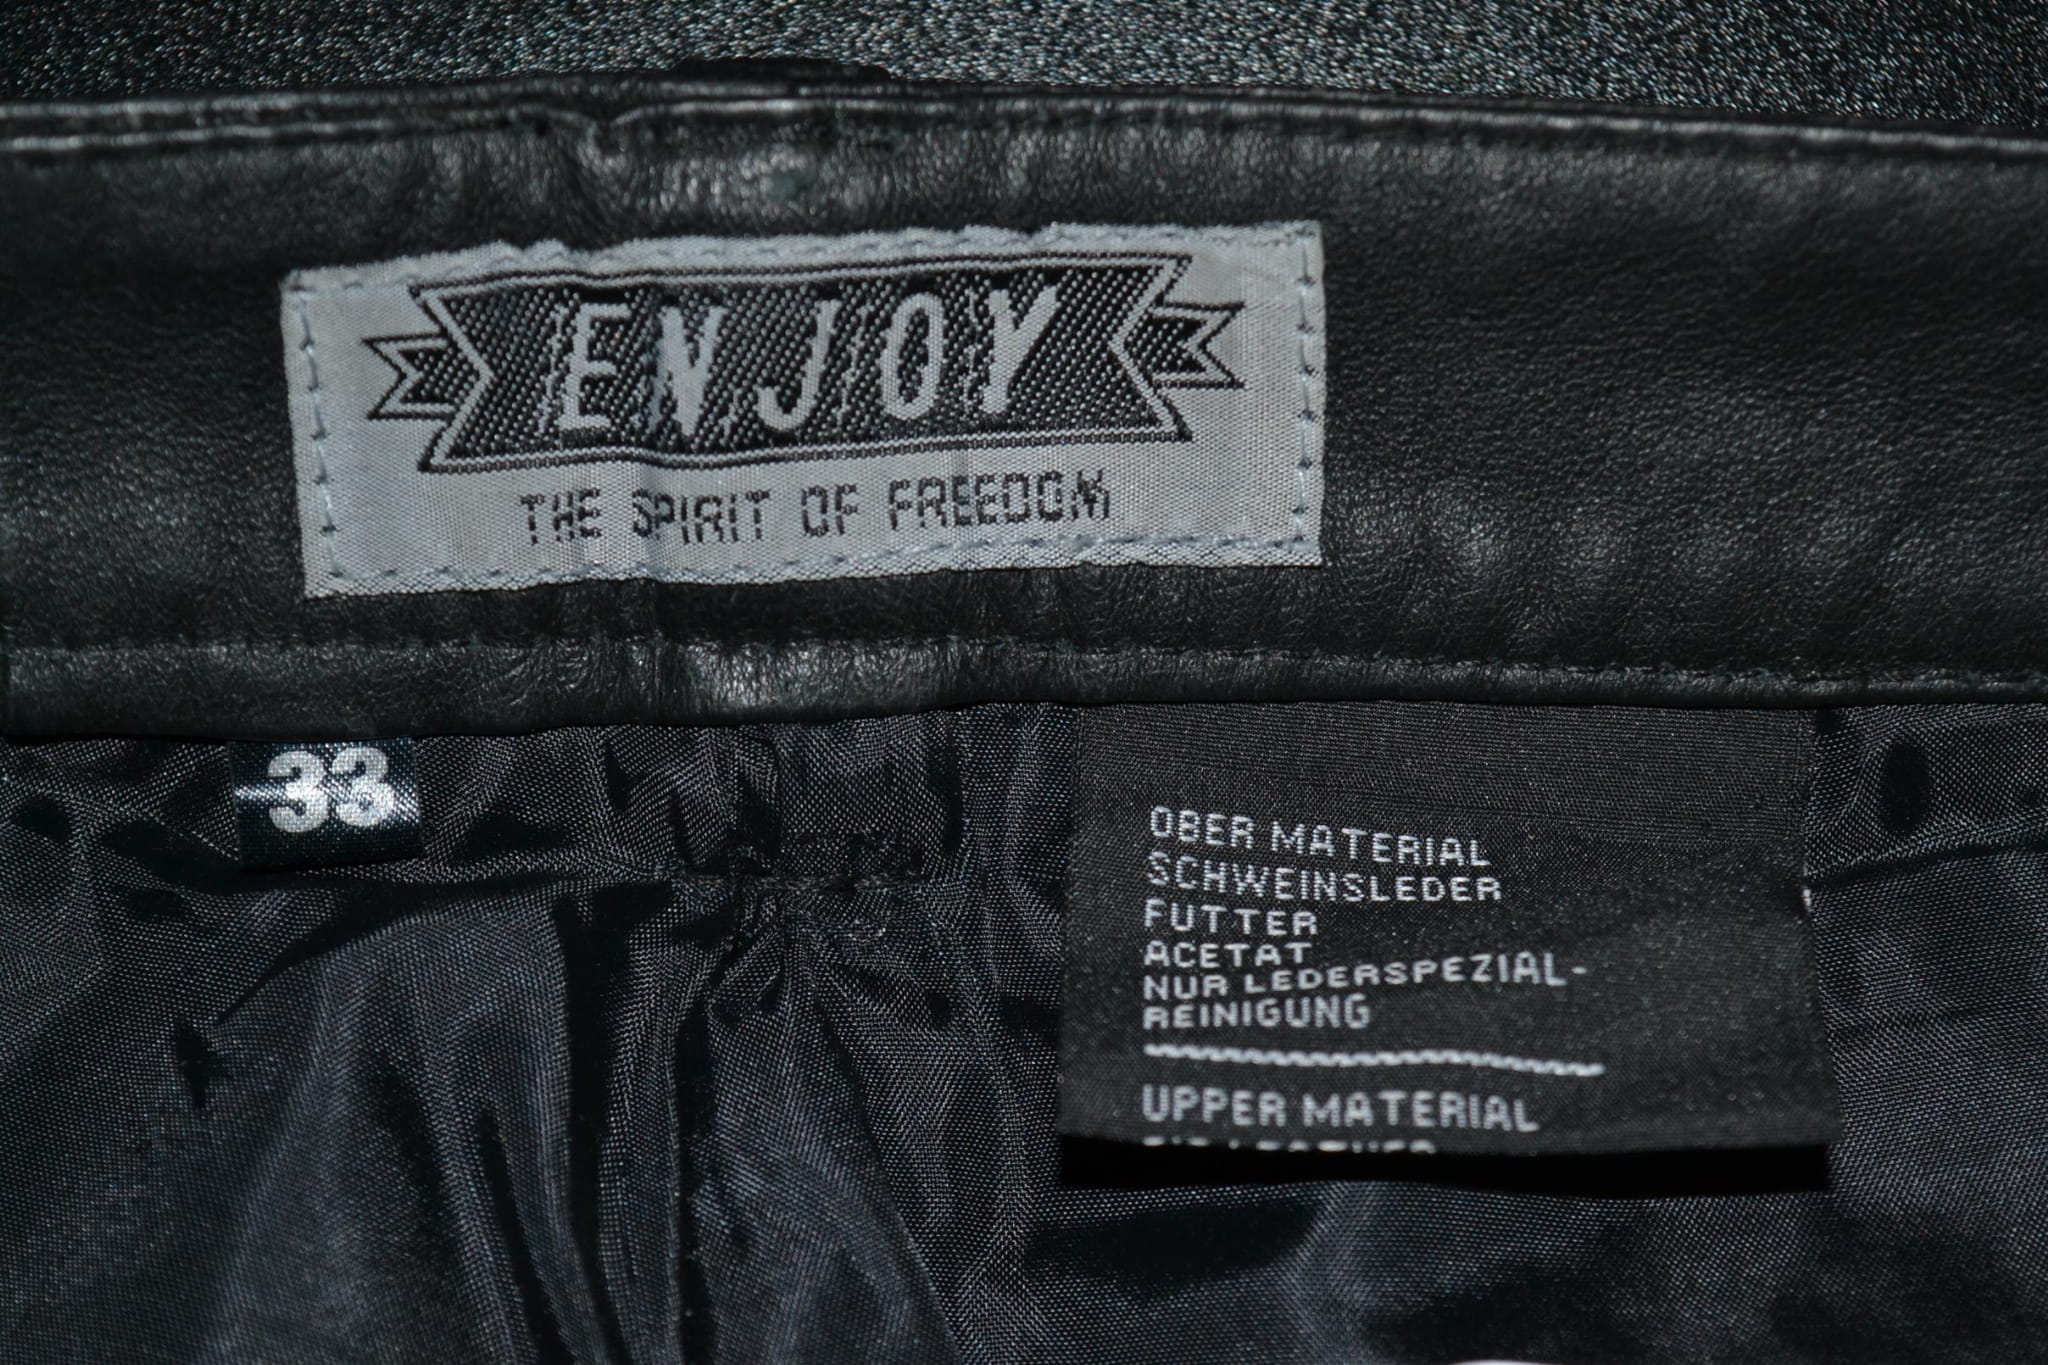 ENJOY
THE SPIRIT OF FREEDOM
33
OBER MATERIAL
SCHWEINSLEDER
FUTTER
ACETAT
NUR LEDERSPEZIAL-
REINIGUNG
UPPER MATERIAL